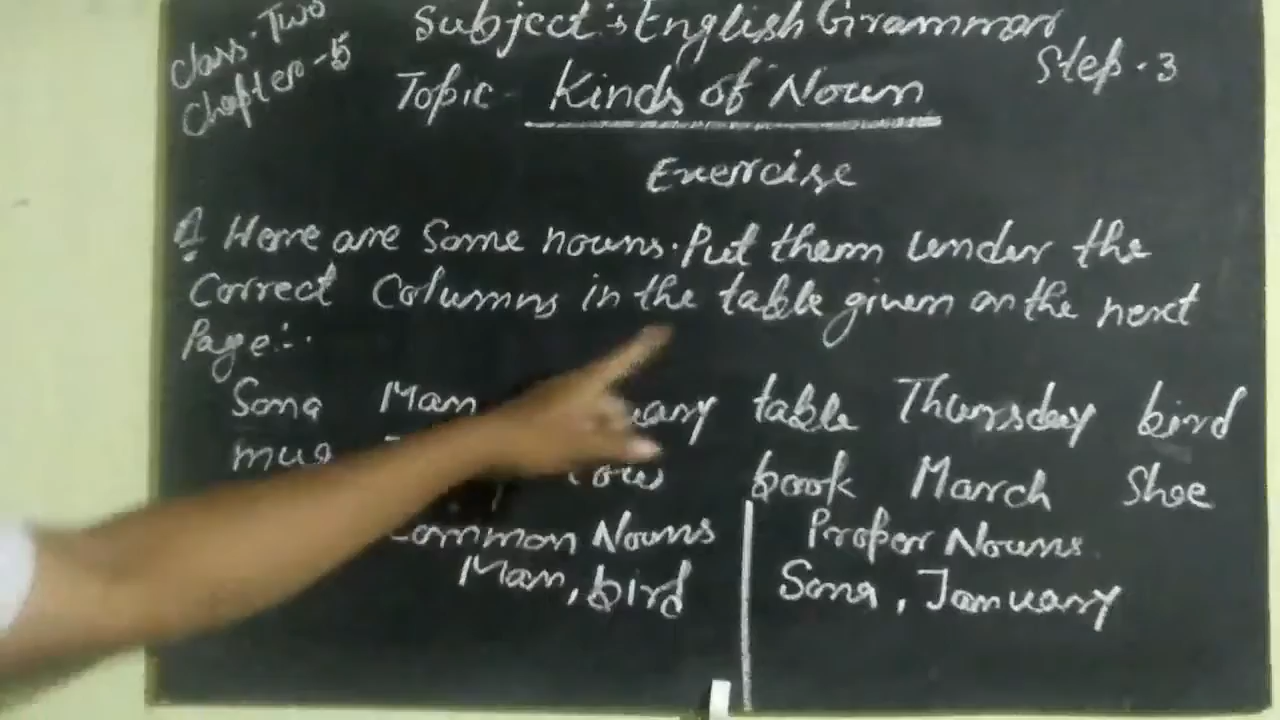 Class. Two
Chapter - 5
Subject : English Grammar
Step - 3
Topic - Kinds of Noun
Exercise
Here are Some nouns. Put them under the
Correct Columns in the table given on the next
Page :-
Sona Man table Thursday bird
mug book March Shoe
Common Nouns Proper Nouns
Man, bird Sona, January